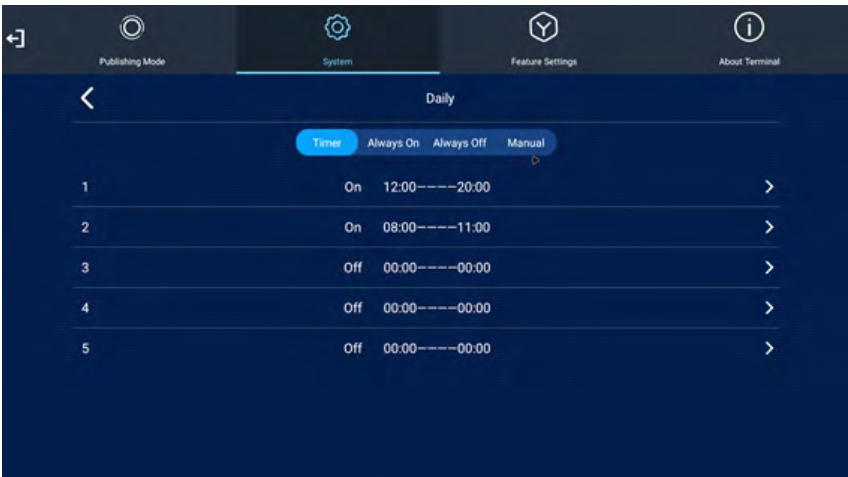 Publishing Mode System Feature Settings About Terminal
Daily
Timer Always On Always Off Manual
1 On 12:00----20:00
2 On 08:00----11:00
3 Off 00:00----00:00
4 Off 00:00----00:00
5 Off 00:00----00:00